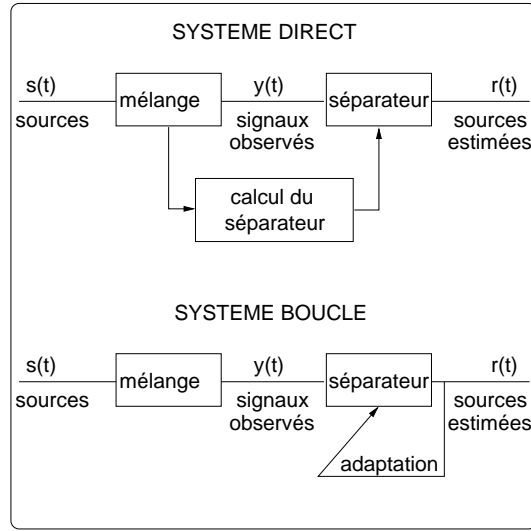 SYSTEME DIRECT
s(t)
mélange
y(t)
séparateur
r(t)
sources
signaux
observés
sources
estimées
calcul du
séparateur
SYSTEME BOUCLE
s(t)
mélange
y(t)
séparateur
r(t)
sources
signaux
observés
sources
estimées
adaptation